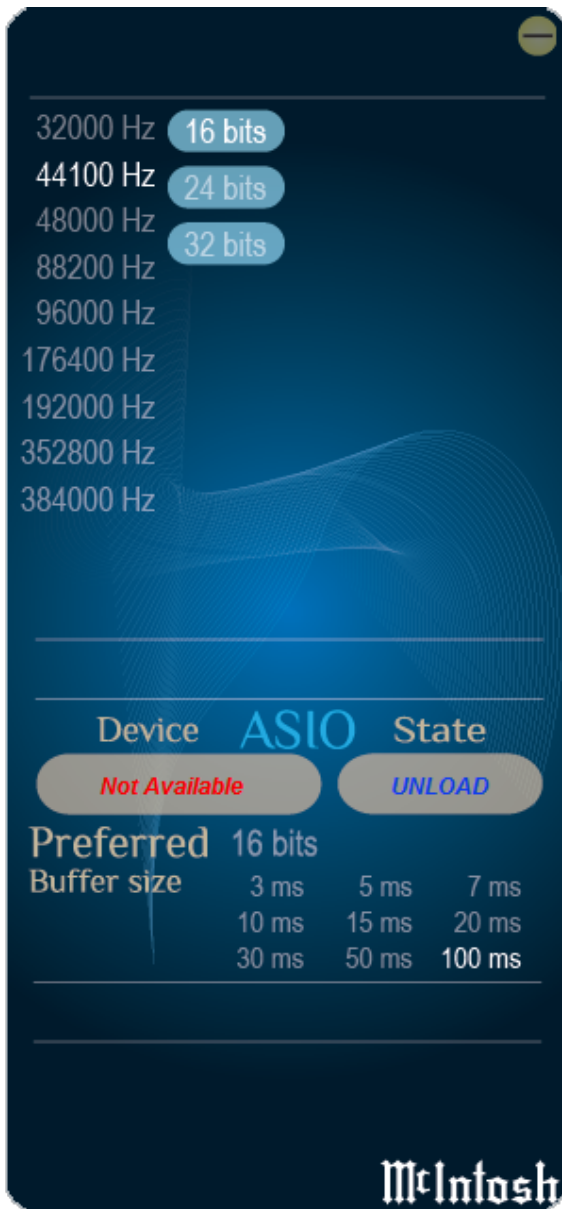 32000 Hz 16 bits
44100 Hz 24 bits
48000 Hz 32 bits
88200 Hz
96000 Hz
176400 Hz
192000 Hz
352800 Hz
384000 Hz
Device ASIO State
Not Available UNLOAD
Preferred 16 bits
Buffer size 3 ms 5 ms 7 ms
10 ms 15 ms 20 ms
30 ms 50 ms 100 ms
McIntosh